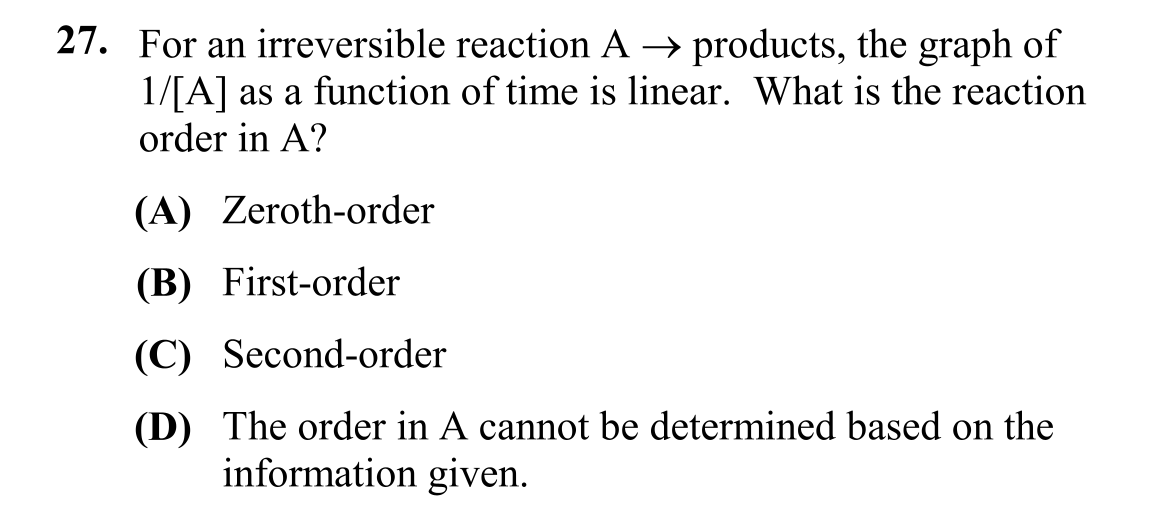 27. For an irreversible reaction A → products, the graph of
1/[A] as a function of time is linear. What is the reaction
order in A?
(A) Zeroth-order
(B) First-order
(C) Second-order
(D) The order in A cannot be determined based on the
information given.